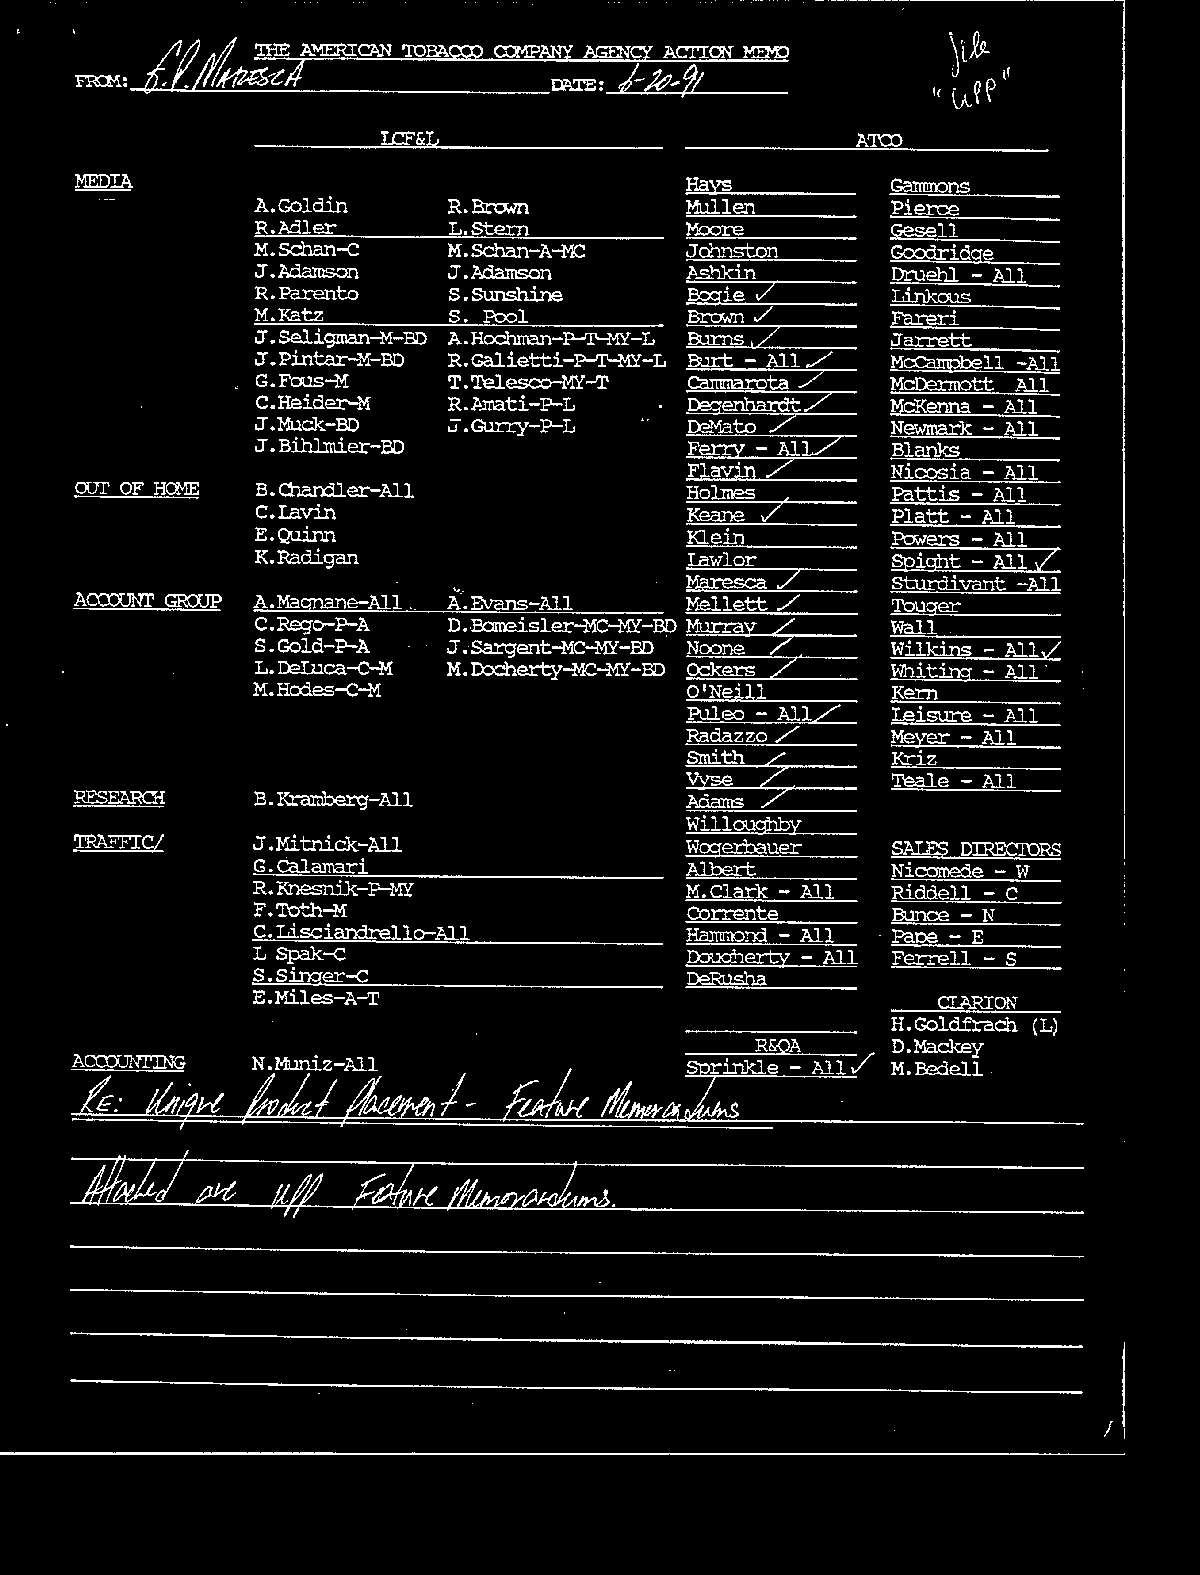 THE AMERICAN TOBACCO COMPANY AGENCY ACTION MEMO
File
"UPP"
FROM: E.P. MARESCA DATE: 6-20-91
LCF&L ATCO
MEDIA
Hays Gammons
A.Goldin R.Brown Mullen Pierce
R.Adler L.Stern Moore Gesell
M.Schan-C M.Schan-A-MC Johnston Goodridge
J.Adamson J.Adamson Ashkin Druehl - All
R.Parento S.Sunshine Bogie ✓ Linkous
M.Katz S. Pool Brown ✓ Fareri
J.Seligman-M-BD A.Hochman-P-T-MY-L Burns ✓ Jarrett
J.Pintar-M-BD R.Galietti-P-T-MY-L Burt - All ✓ McCampbell -All
G.Fous-M T.Telesco-MY-T Cammarota ✓ McDermott All
C.Heider-M R.Amati-P-L Degenhardt ✓ McKenna - All
J.Muck-BD J.Gurry-P-L DeMato ✓ Newmark - All
J.Bihlmier-BD Ferry - All ✓ Blanks
Flavin ✓ Nicosia - All
OUT OF HOME B.Chandler-All Holmes Pattis - All
C.Lavin Keane ✓ Platt - All
E.Quinn Klein Powers - All
K.Radigan Lawlor Spight - All ✓
Maresca ✓ Sturdivant -All
ACCOUNT GROUP A.Magnane-All A.Evans-All Mellett ✓ Touger
C.Rego-P-A D.Bomeisler-MC-MY-BD Murray ✓ Wall
S.Gold-P-A J.Sargent-MC-MY-BD Noone ✓ Wilkins - All ✓
L.DeLuca-C-M M.Docherty-MC-MY-BD Ockers ✓ Whiting - All
M.Hodes-C-M O'Neill Kern
Puleo - All ✓ Leisure - All
Radazzo ✓ Meyer - All
Smith ✓ Kriz
Vyse ✓ Teale - All
RESEARCH B.Kramberg-All Adams ✓
Willoughby
TRAFFIC/ J.Mitnick-All Wogerbauer SALES DIRECTORS
G.Calamari Albert Nicomede - W
R.Knesnik-P-MY M.Clark - All Riddell - C
F.Toth-M Corrente Bunce - N
C.Lisciandrello-All Hammond - All Pape - E
L Spak-C Dougherty - All Ferrell - S
S.Singer-C DeRusha
E.Miles-A-T CLARION
H.Goldfrach (L)
R&QA D.Mackey
ACCOUNTING N.Muniz-All Sprinkle - All ✓ M.Bedell
RE: Unique Product Placement - Feature Memorandums
Attached are UPP Feature Memorandums.